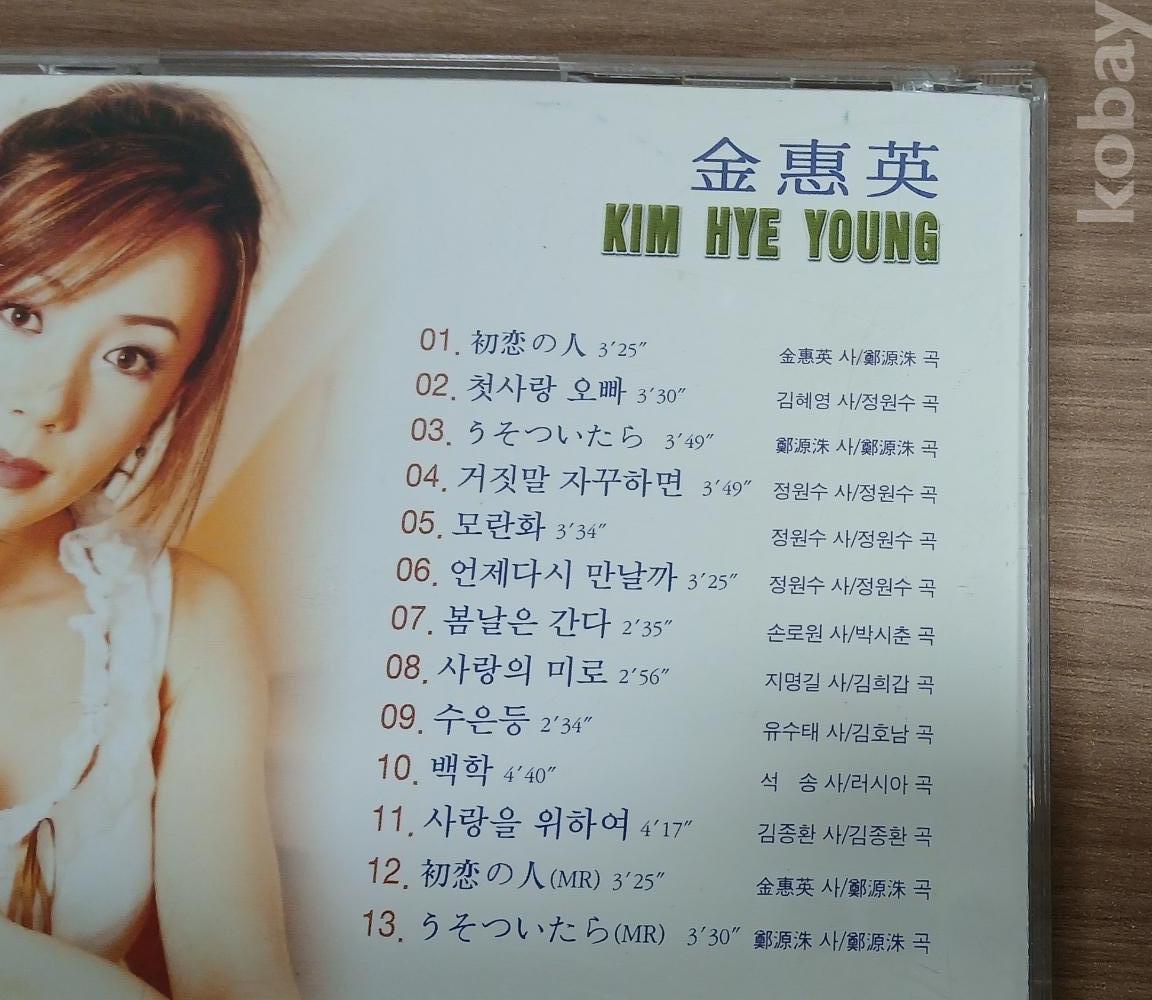 kobay
金惠英
KIM HYE YOUNG
01. 初恋の人 3′25″ 金惠英 사/鄭源洙 곡
02. 첫사랑 오빠 3′30″ 김혜영 사/정원수 곡
03. うそついたら 3′49″ 鄭源洙 사/鄭源洙 곡
04. 거짓말 자꾸하면 3′49″ 정원수 사/정원수 곡
05. 모란화 3′34″ 정원수 사/정원수 곡
06. 언제다시 만날까 3′25″ 정원수 사/정원수 곡
07. 봄날은 간다 2′35″ 손로원 사/박시춘 곡
08. 사랑의 미로 2′56″ 지명길 사/김희갑 곡
09. 수은등 2′34″ 유수태 사/김호남 곡
10. 백학 4′40″ 석 송 사/러시아 곡
11. 사랑을 위하여 4′17″ 김종환 사/김종환 곡
12. 初恋の人(MR) 3′25″ 金惠英 사/鄭源洙 곡
13. うそついたら(MR) 3′30″ 鄭源洙 사/鄭源洙 곡